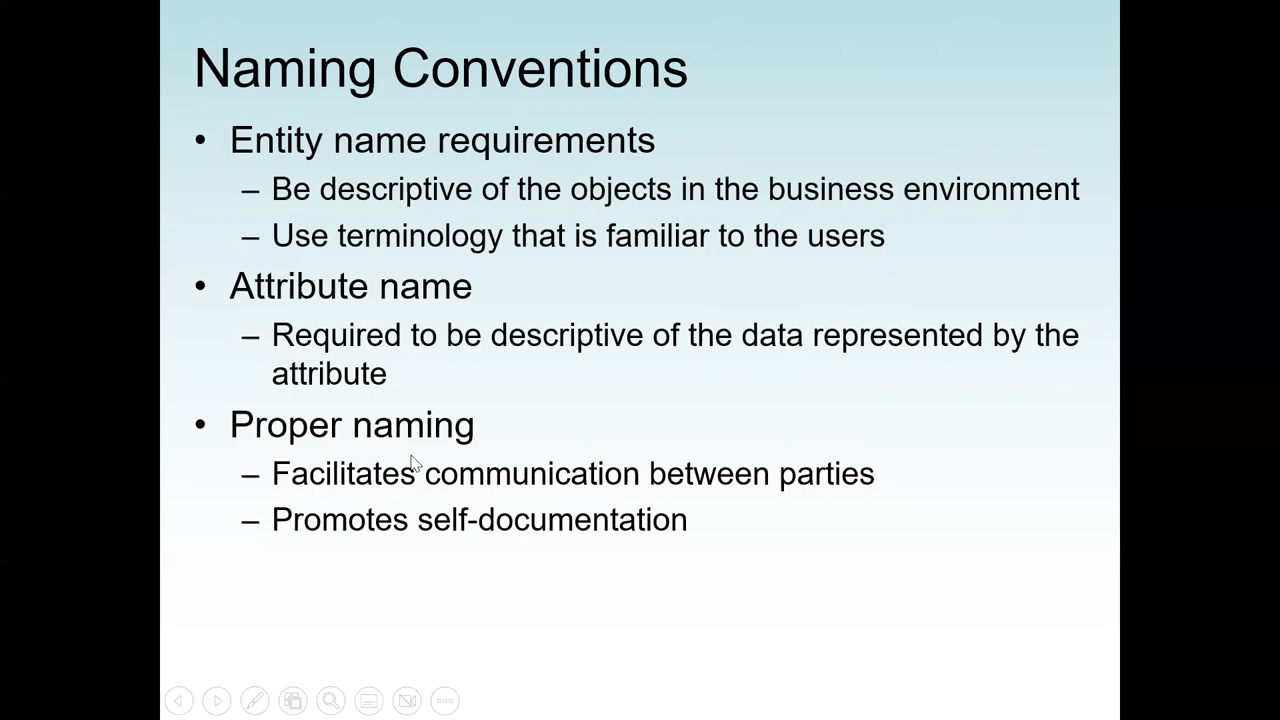 Naming Conventions
• Entity name requirements
– Be descriptive of the objects in the business environment
– Use terminology that is familiar to the users
• Attribute name
– Required to be descriptive of the data represented by the
attribute
• Proper naming
– Facilitates communication between parties
– Promotes self-documentation